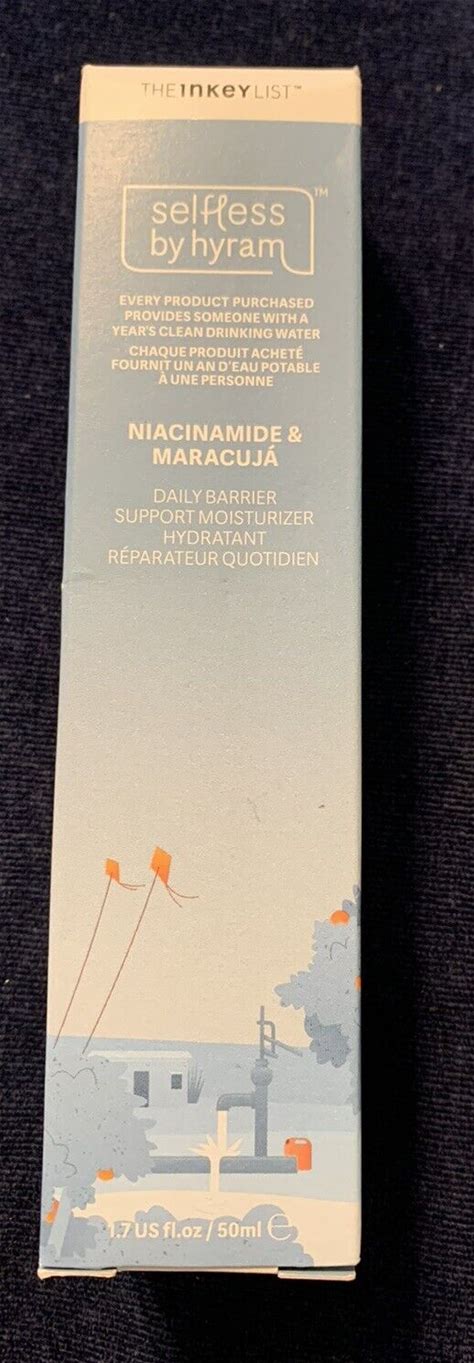 THE INKEY LIST™
selfless™
by hyram
EVERY PRODUCT PURCHASED
PROVIDES SOMEONE WITH A
YEAR'S CLEAN DRINKING WATER
CHAQUE PRODUIT ACHETÉ
FOURNIT UN AN D'EAU POTABLE
À UNE PERSONNE
NIACINAMIDE &
MARACUJÁ
DAILY BARRIER
SUPPORT MOISTURIZER
HYDRATANT
RÉPARATEUR QUOTIDIEN
1.7 US fl.oz / 50ml ℮